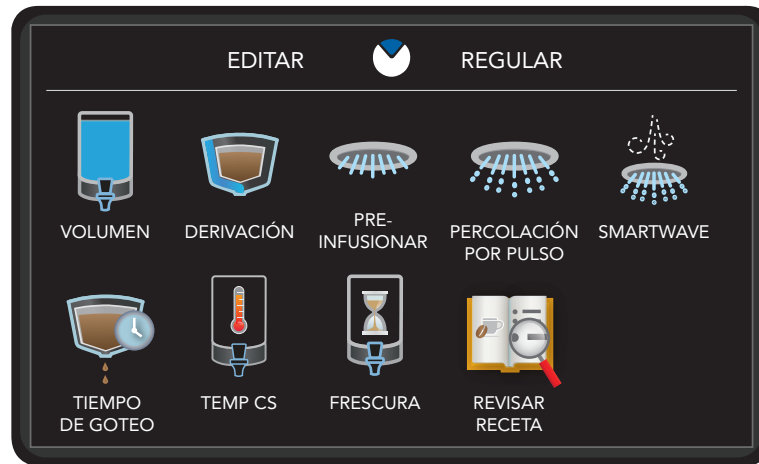 EDITAR REGULAR
VOLUMEN
DERIVACIÓN
PRE-
INFUSIONAR
PERCOLACIÓN
POR PULSO
SMARTWAVE
TIEMPO
DE GOTEO
TEMP CS
FRESCURA
REVISAR
RECETA